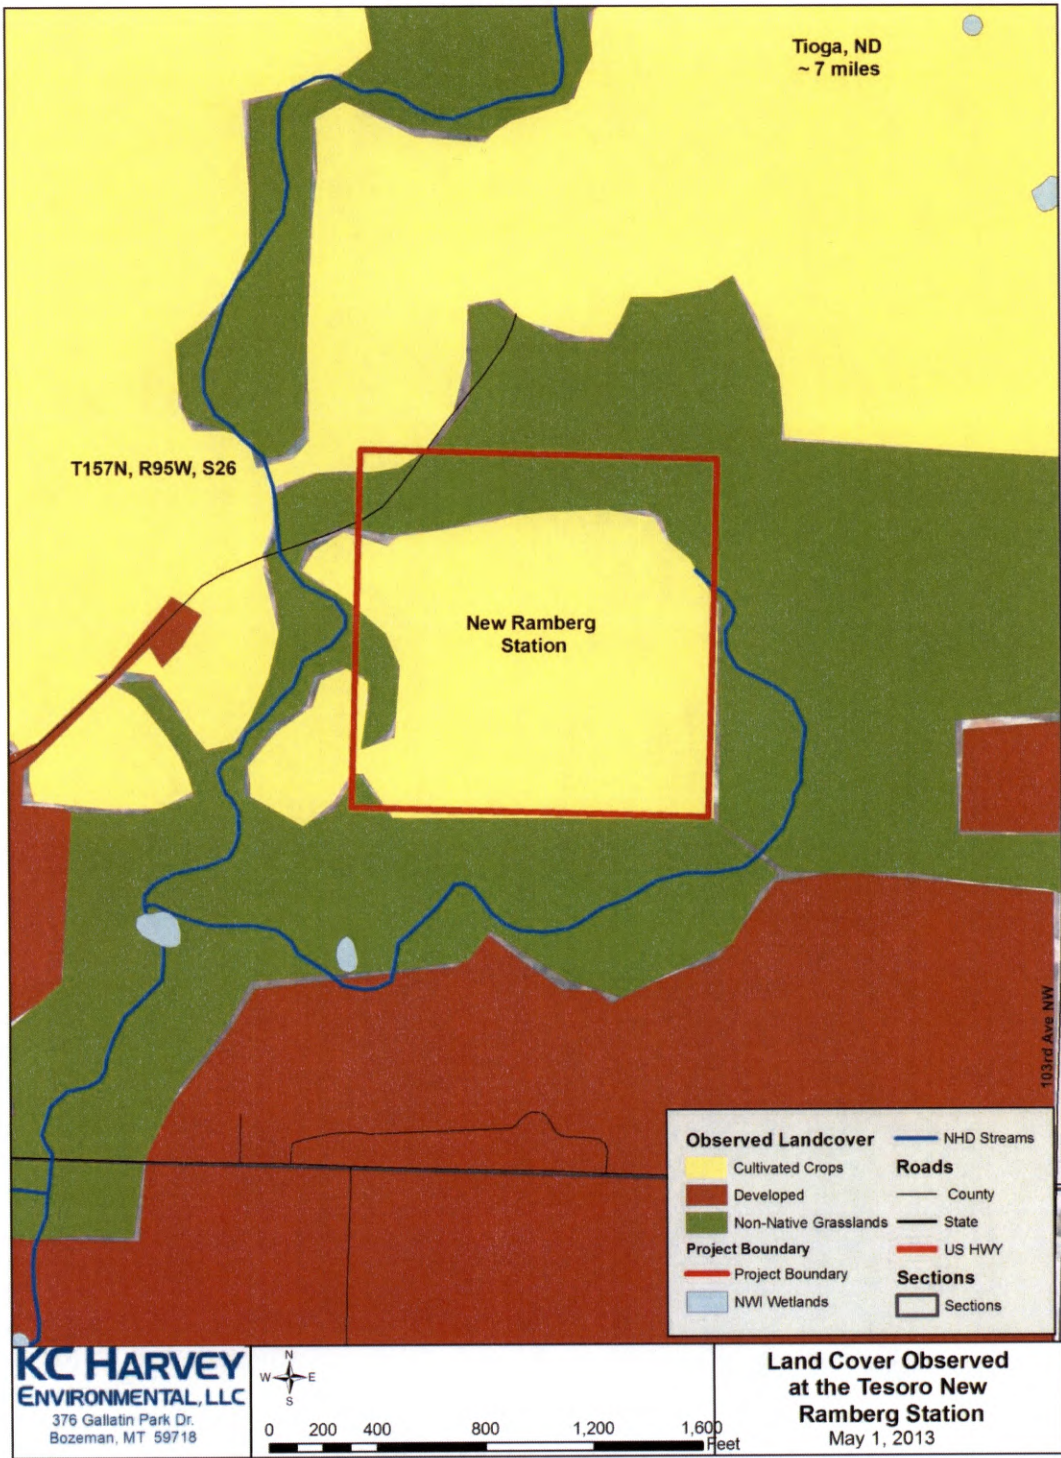 Tioga, ND
~ 7 miles
T157N, R95W, S26
New Ramberg
Station
103rd Ave NW
Observed Landcover
Cultivated Crops
Developed
Non-Native Grasslands
Project Boundary
Project Boundary
NWI Wetlands
NHD Streams
Roads
County
State
US HWY
Sections
Sections
KC HARVEY
ENVIRONMENTAL, LLC
376 Gallatin Park Dr.
Bozeman, MT 59718
N
W E
S
0 200 400 800 1,200 1,600
Feet
Land Cover Observed
at the Tesoro New
Ramberg Station
May 1, 2013